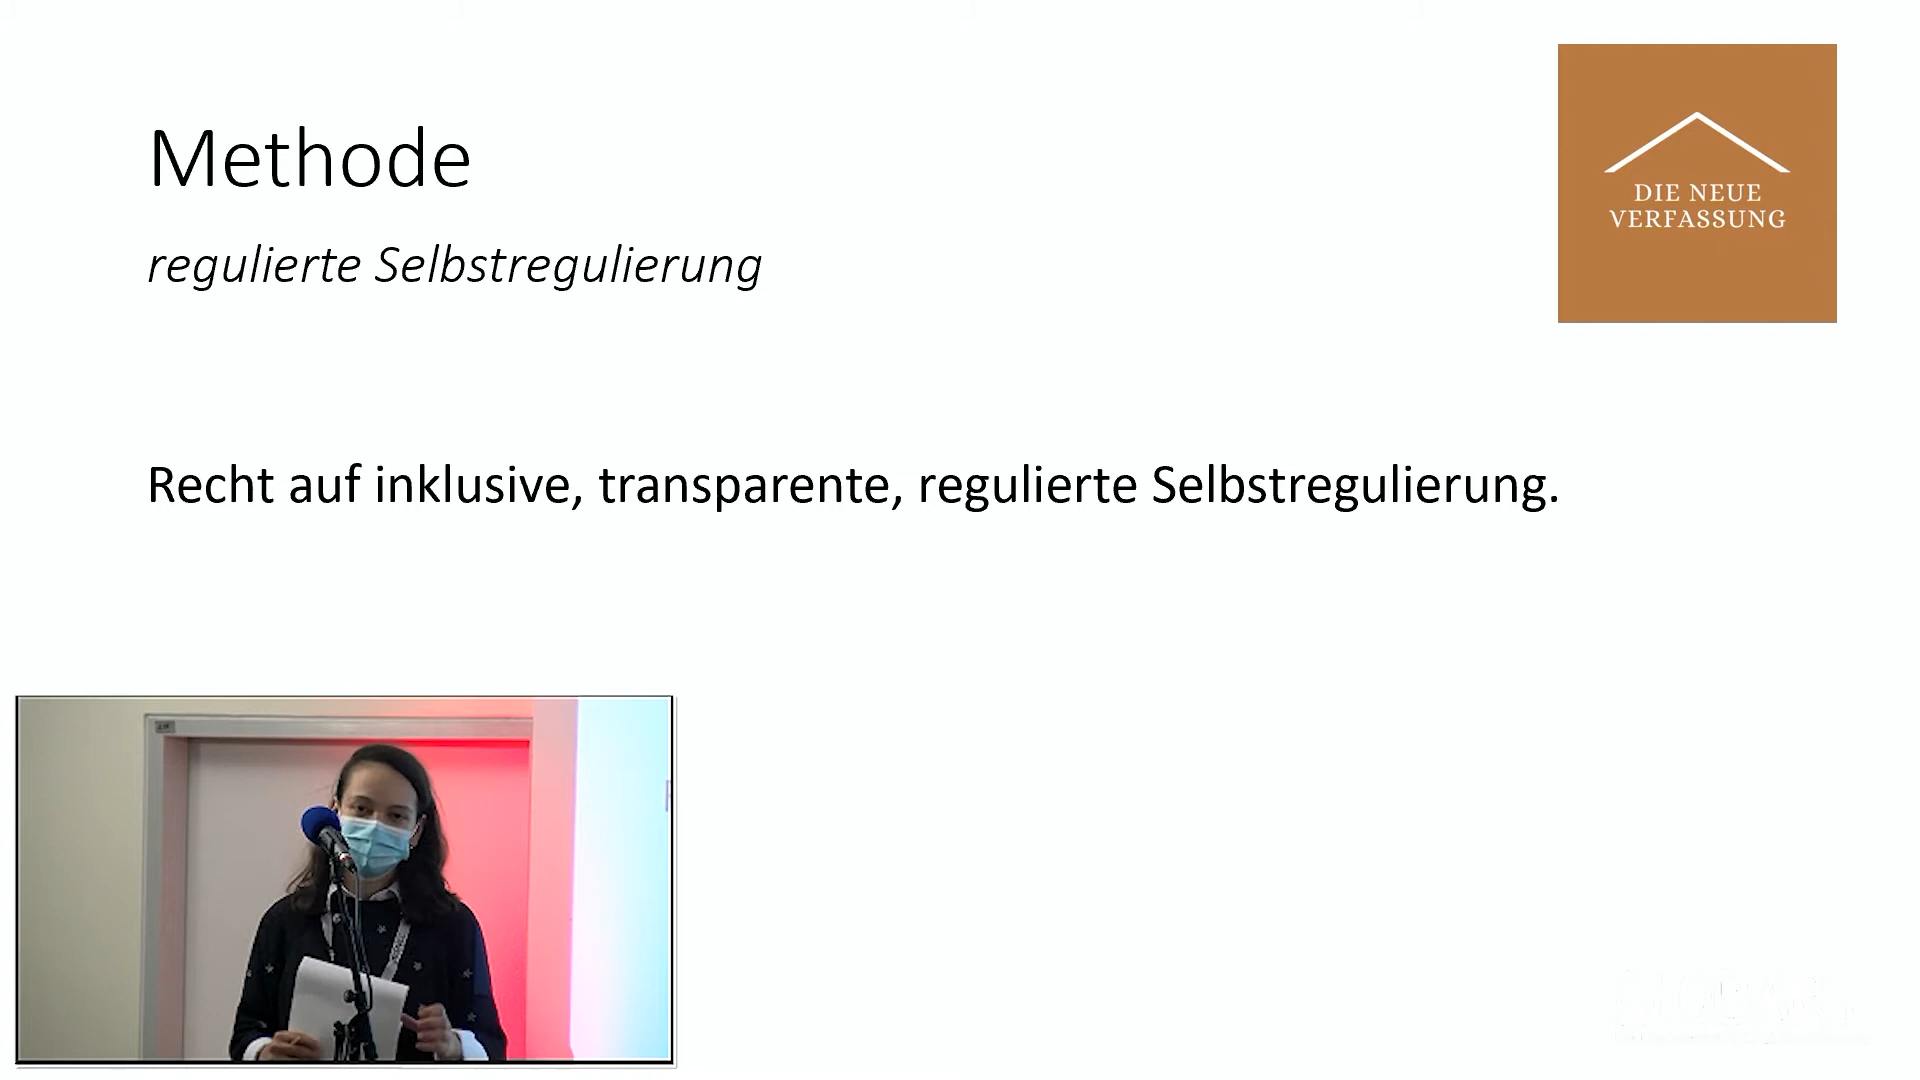 Methode
regulierte Selbstregulierung
DIE NEUE
VERFASSUNG
Recht auf inklusive, transparente, regulierte Selbstregulierung.